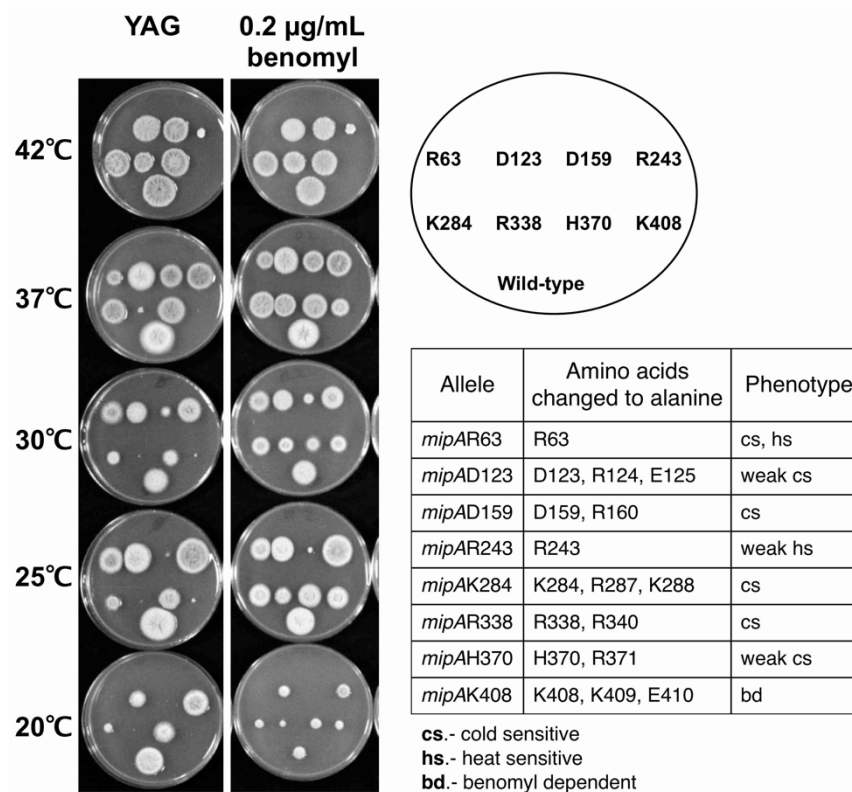 YAG
0.2 µg/mL
benomyl
42℃
37℃
30℃
25℃
20℃
R63 D123 D159 R243
K284 R338 H370 K408
Wild-type
Allele Amino acids changed to alanine Phenotype
mipAR63 R63 cs, hs
mipAD123 D123, R124, E125 weak cs
mipAD159 D159, R160 cs
mipAR243 R243 weak hs
mipAK284 K284, R287, K288 cs
mipAR338 R338, R340 cs
mipAH370 H370, R371 weak cs
mipAK408 K408, K409, E410 bd
cs.- cold sensitive
hs.- heat sensitive
bd.- benomyl dependent